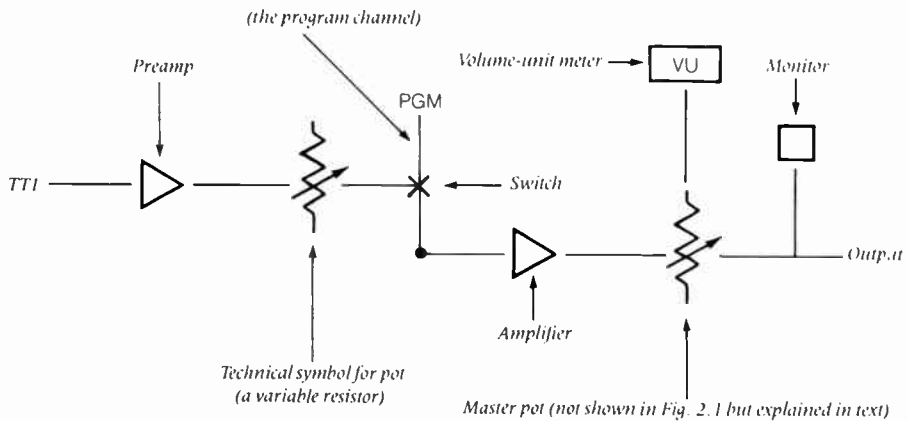 (the program channel)
Preamp
Volume-unit meter
VU
Monitor
PGM
TT1
Switch
Output
Amplifier
Technical symbol for pot
(a variable resistor)
Master pot (not shown in Fig. 2.1 but explained in text)